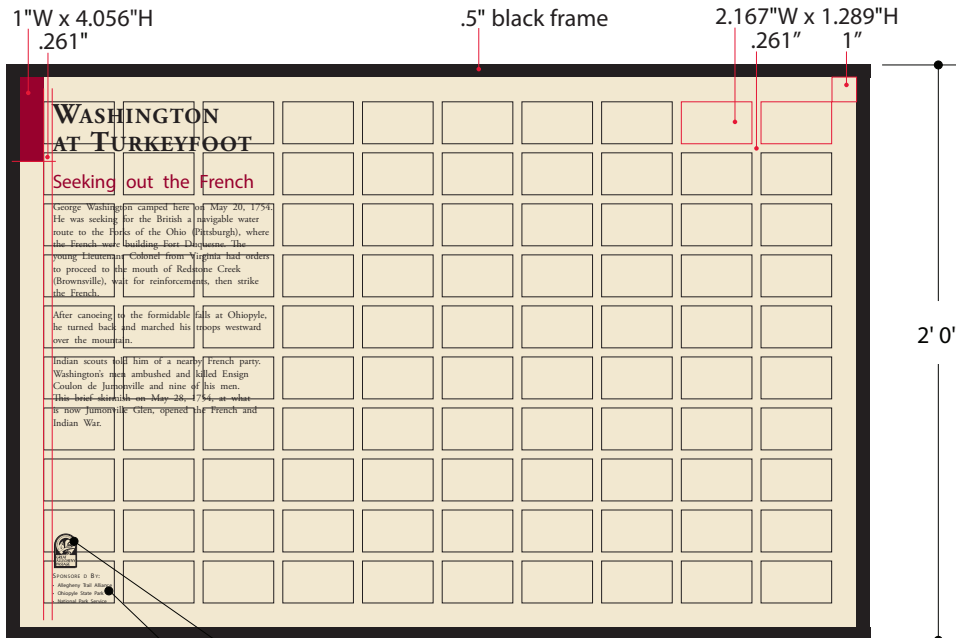 1"W x 4.056"H
.261"
.5" black frame
2.167"W x 1.289"H
.261"
1"
WASHINGTON
AT TURKEYFOOT
Seeking out the French
George Washington camped here on May 20, 1754.
He was seeking for the British a navigable water
route to the Forks of the Ohio (Pittsburgh), where
the French were building Fort Duquesne. The
young Lieutenant Colonel from Virginia had orders
to proceed to the mouth of Redstone Creek
(Brownsville), wait for reinforcements, then strike
the French.
After canoeing to the formidable falls at Ohiopyle,
he turned back and marched his troops westward
over the mountain.
Indian scouts told him of a nearby French party.
Washington's men ambushed and killed Ensign
Coulon de Jumonville and nine of his men.
This brief skirmish on May 28, 1754, at what
is now Jumonville Glen, opened the French and
Indian War.
2' 0"
GREAT
ALLEGHENY
PASSAGE
SPONSORE D BY:
- Allegheny Trail Alliance
- Ohiopyle State Park
- National Park Service